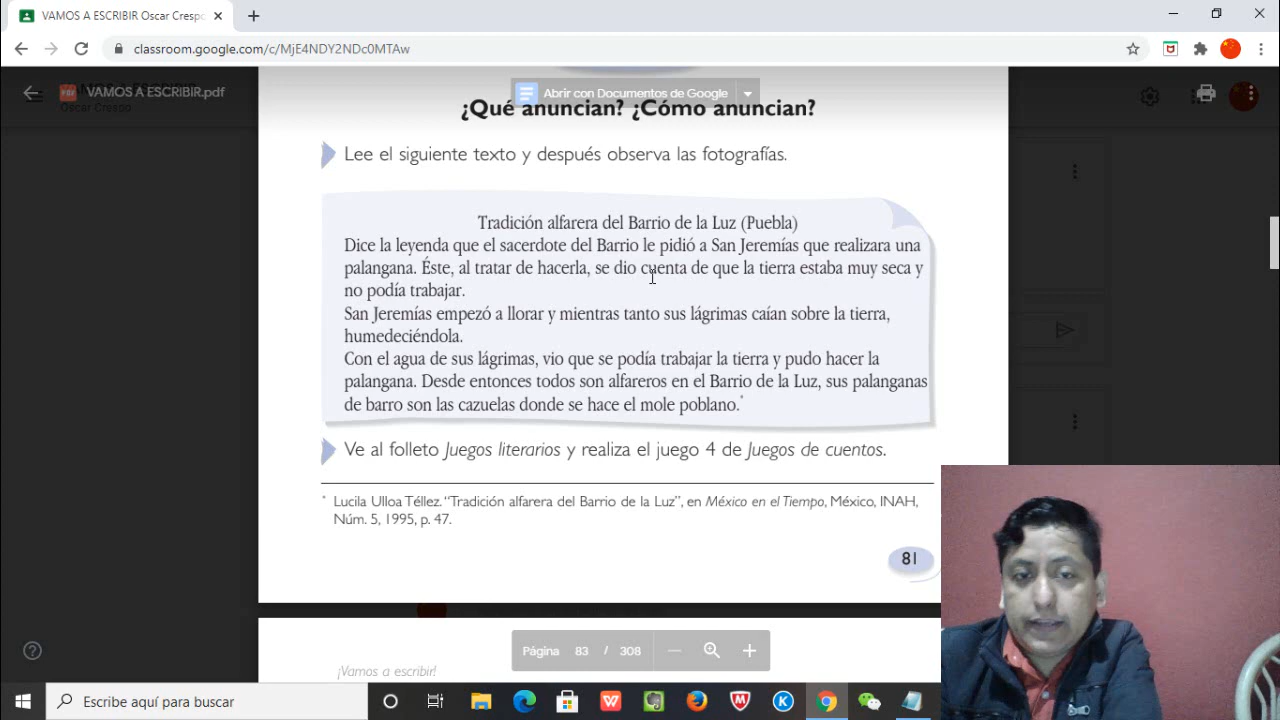 VAMOS A ESCRIBIR Oscar Cresp
classroom.google.com/c/MjE4NDY2NDc0MTAw
VAMOS A ESCRIBIR.pdf
Oscar Crespo
Abrir con Documentos de Google
¿Qué anuncian? ¿Cómo anuncian?
Lee el siguiente texto y después observa las fotografías.
Tradición alfarera del Barrio de la Luz (Puebla)
Dice la leyenda que el sacerdote del Barrio le pidió a San Jeremías que realizara una
palangana. Éste, al tratar de hacerla, se dio cuenta de que la tierra estaba muy seca y
no podía trabajar.
San Jeremías empezó a llorar y mientras tanto sus lágrimas caían sobre la tierra,
humedeciéndola.
Con el agua de sus lágrimas, vio que se podía trabajar la tierra y pudo hacer la
palangana. Desde entonces todos son alfareros en el Barrio de la Luz, sus palanganas
de barro son las cazuelas donde se hace el mole poblano.*
Ve al folleto Juegos literarios y realiza el juego 4 de Juegos de cuentos.
* Lucila Ulloa Téllez. “Tradición alfarera del Barrio de la Luz”, en México en el Tiempo, México, INAH,
Núm. 5, 1995, p. 47.
81
Página 83 / 308
¡Vamos a escribir!
Escribe aquí para buscar